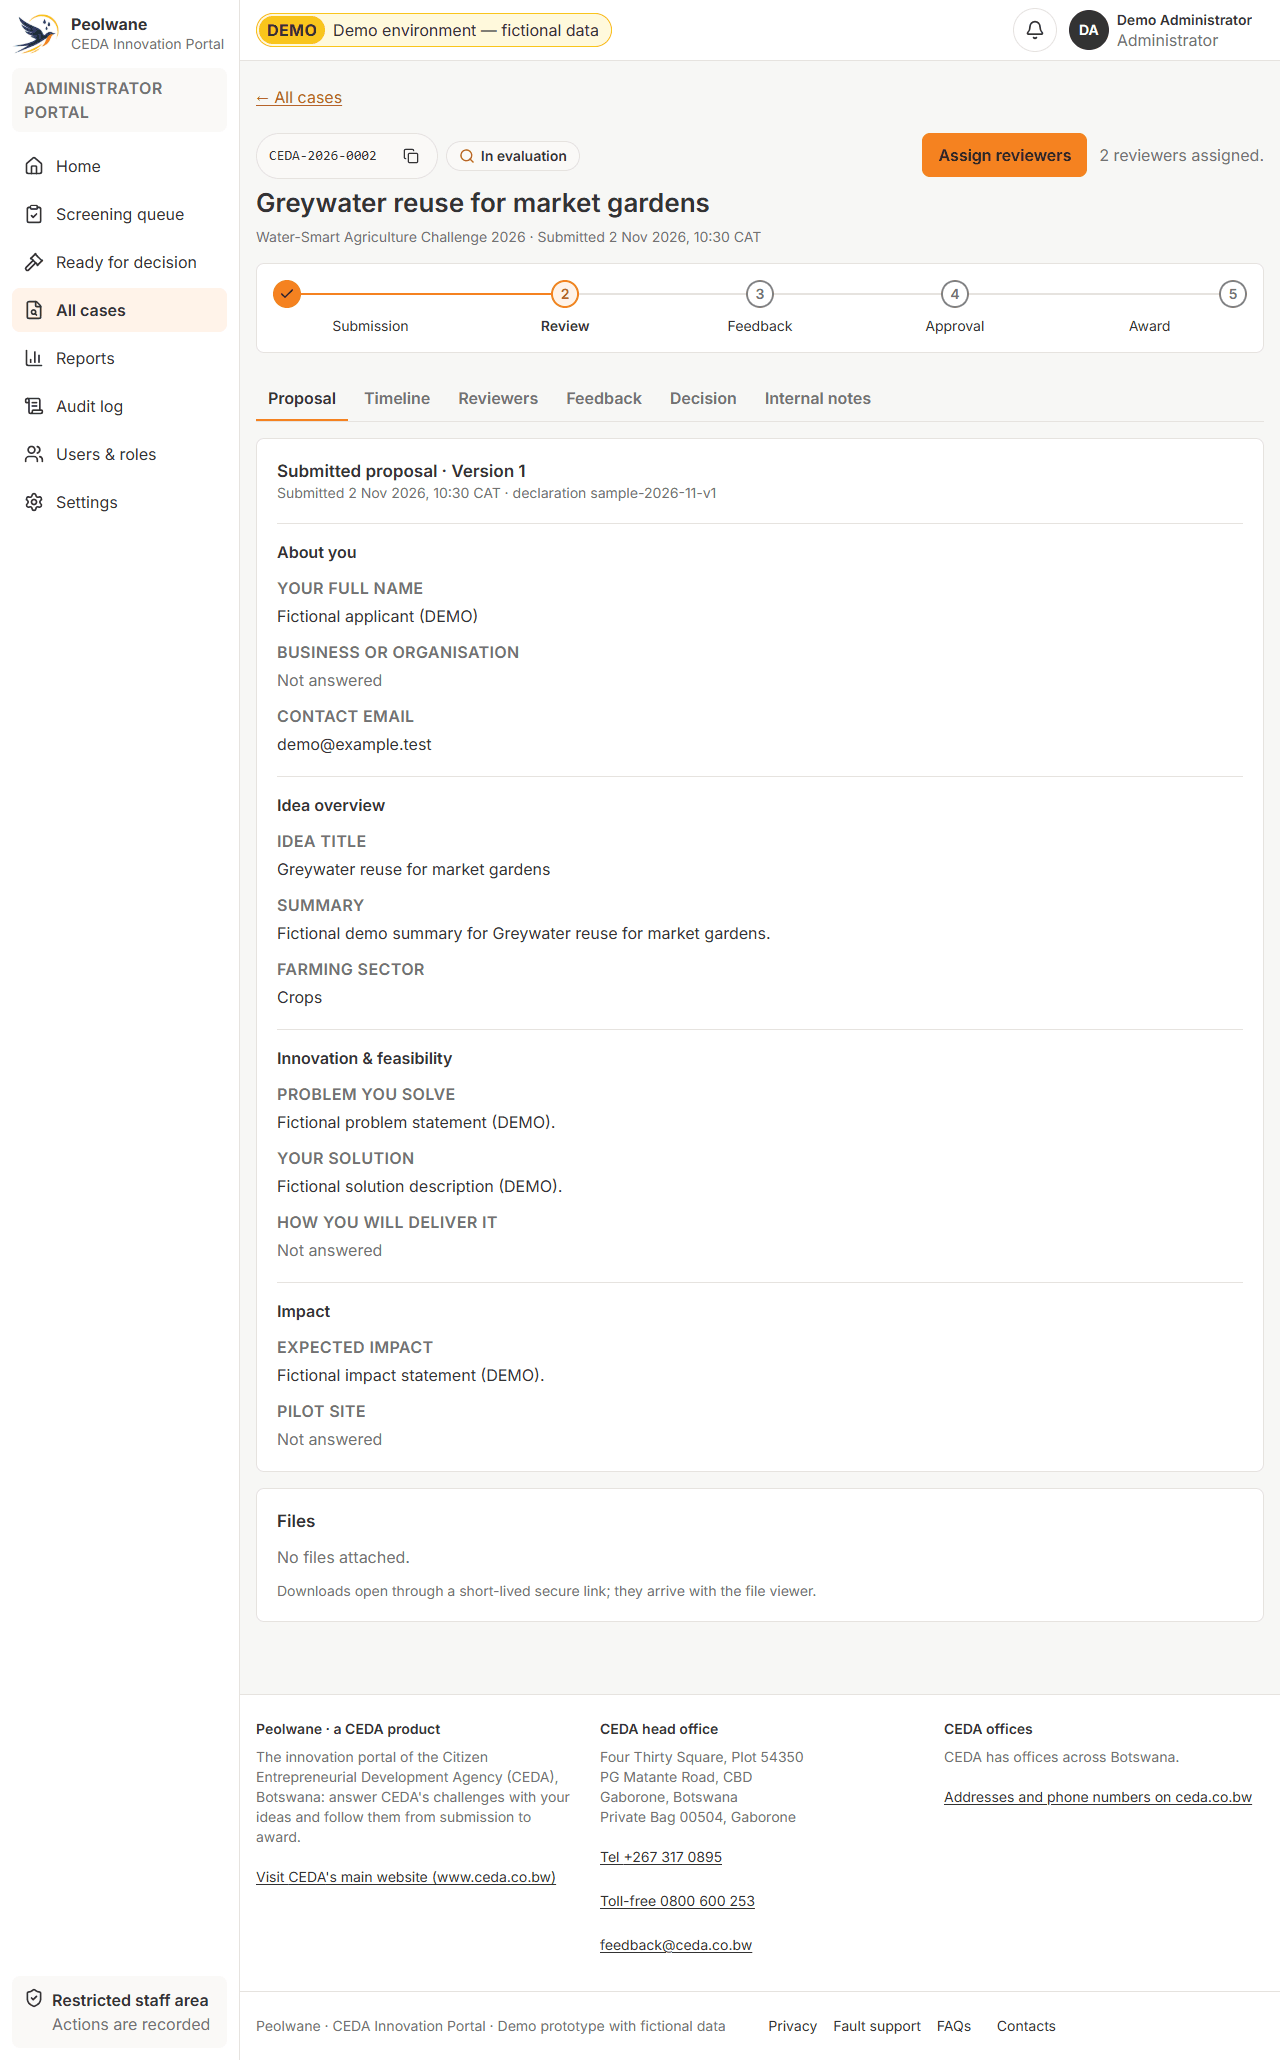 Peolwane
CEDA Innovation Portal
ADMINISTRATOR
PORTAL
Home
Screening queue
Ready for decision
All cases
Reports
Audit log
Users & roles
Settings
Restricted staff area
Actions are recorded
DEMO Demo environment — fictional data
DA
Demo Administrator
Administrator
← All cases
CEDA-2026-0002
In evaluation
Assign reviewers
2 reviewers assigned.
Greywater reuse for market gardens
Water-Smart Agriculture Challenge 2026 · Submitted 2 Nov 2026, 10:30 CAT
2 3 4 5
Submission Review Feedback Approval Award
Proposal Timeline Reviewers Feedback Decision Internal notes
Submitted proposal · Version 1
Submitted 2 Nov 2026, 10:30 CAT · declaration sample-2026-11-v1
About you
YOUR FULL NAME
Fictional applicant (DEMO)
BUSINESS OR ORGANISATION
Not answered
CONTACT EMAIL
demo@example.test
Idea overview
IDEA TITLE
Greywater reuse for market gardens
SUMMARY
Fictional demo summary for Greywater reuse for market gardens.
FARMING SECTOR
Crops
Innovation & feasibility
PROBLEM YOU SOLVE
Fictional problem statement (DEMO).
YOUR SOLUTION
Fictional solution description (DEMO).
HOW YOU WILL DELIVER IT
Not answered
Impact
EXPECTED IMPACT
Fictional impact statement (DEMO).
PILOT SITE
Not answered
Files
No files attached.
Downloads open through a short-lived secure link; they arrive with the file viewer.
Peolwane · a CEDA product
The innovation portal of the Citizen
Entrepreneurial Development Agency (CEDA),
Botswana: answer CEDA's challenges with your
ideas and follow them from submission to
award.
Visit CEDA's main website (www.ceda.co.bw)
CEDA head office
Four Thirty Square, Plot 54350
PG Matante Road, CBD
Gaborone, Botswana
Private Bag 00504, Gaborone
Tel +267 317 0895
Toll-free 0800 600 253
feedback@ceda.co.bw
CEDA offices
CEDA has offices across Botswana.
Addresses and phone numbers on ceda.co.bw
Peolwane · CEDA Innovation Portal · Demo prototype with fictional data
Privacy Fault support FAQs Contacts